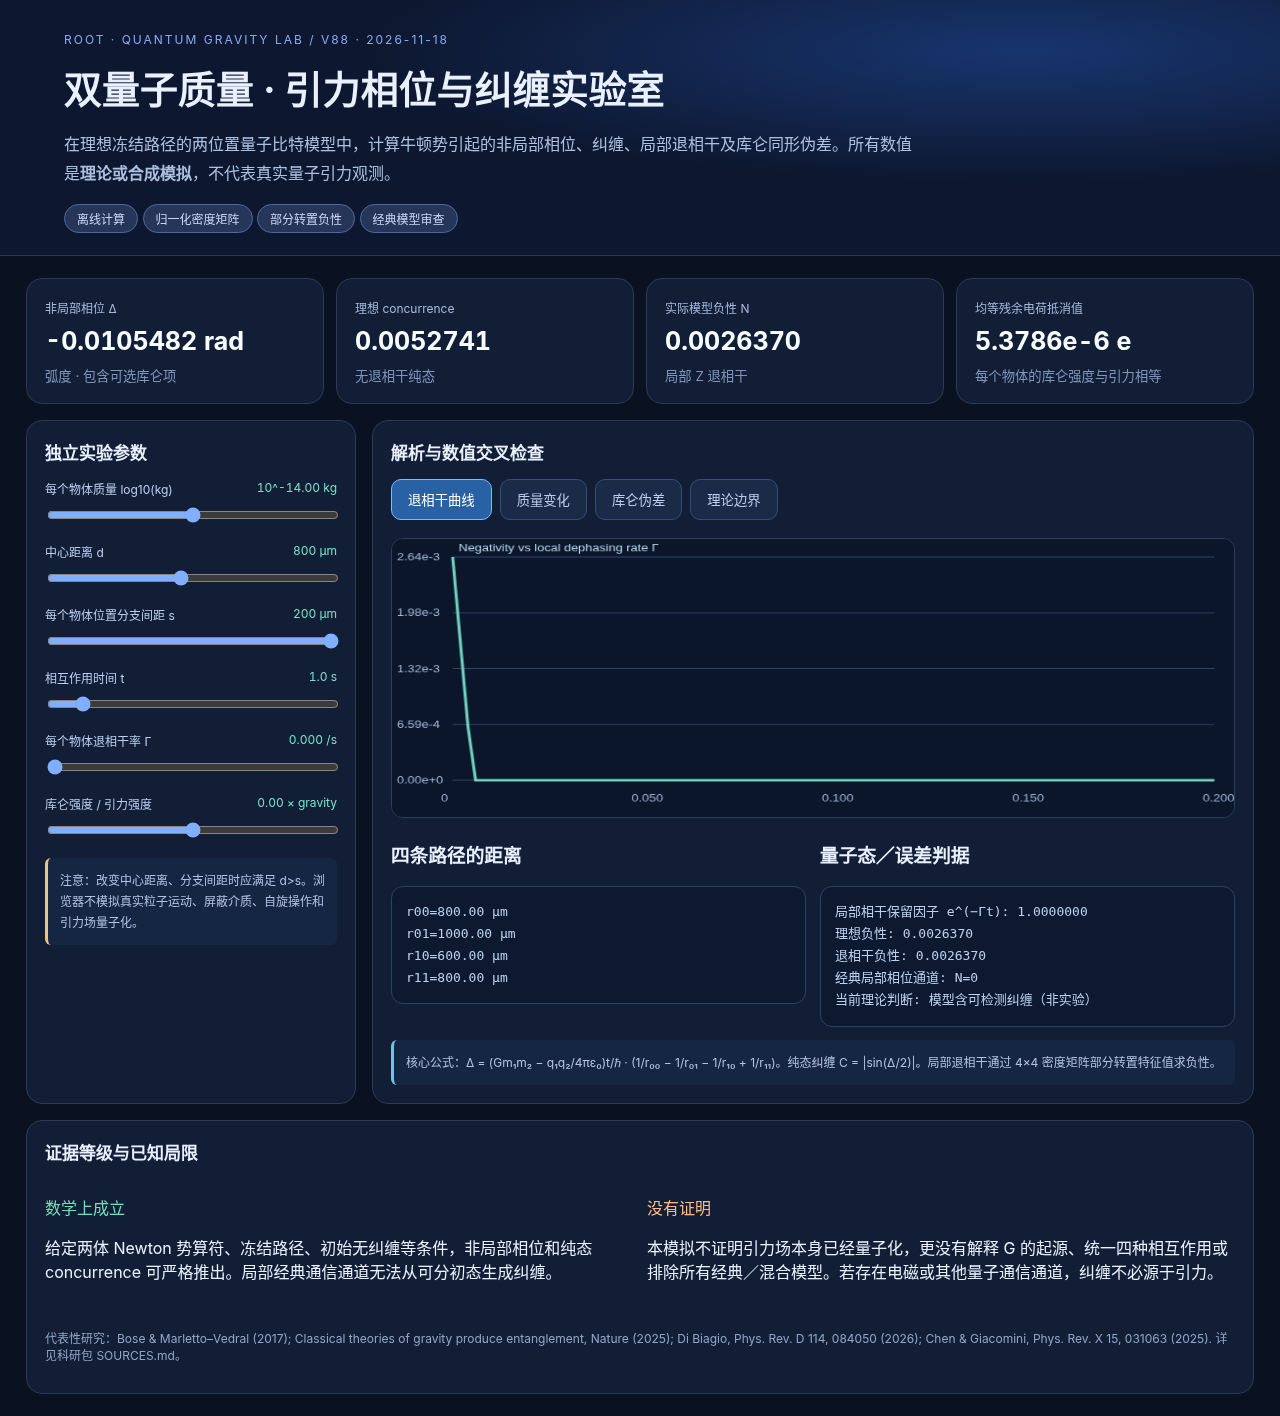 ROOT · QUANTUM GRAVITY LAB / V88 · 2026-11-18
双量子质量 · 引力相位与纠缠实验室
在理想冻结路径的两位置量子比特模型中，计算牛顿势引起的非局部相位、纠缠、局部退相干及库仑同形伪差。所有数值
是理论或合成模拟，不代表真实量子引力观测。
离线计算 归一化密度矩阵 部分转置负性 经典模型审查
非局部相位 Δ
-0.0105482 rad
弧度 · 包含可选库仑项
理想 concurrence
0.0052741
无退相干纯态
实际模型负性 N
0.0026370
局部 Z 退相干
均等残余电荷抵消值
5.3786e-6 e
每个物体的库仑强度与引力相等
独立实验参数
每个物体质量 log10(kg) 10^-14.00 kg
中心距离 d 800 μm
每个物体位置分支间距 s 200 μm
相互作用时间 t 1.0 s
每个物体退相干率 Γ 0.000 /s
库仑强度 / 引力强度 0.00 × gravity
注意：改变中心距离、分支间距时应满足 d>s。浏
览器不模拟真实粒子运动、屏蔽介质、自旋操作和
引力场量子化。
解析与数值交叉检查
退相干曲线 质量变化 库仑伪差 理论边界
Negativity vs local dephasing rate Γ
2.64e-3
1.98e-3
1.32e-3
6.59e-4
0.00e+0
0 0.050 0.100 0.150 0.200
四条路径的距离
r00=800.00 μm
r01=1000.00 μm
r10=600.00 μm
r11=800.00 μm
量子态／误差判据
局部相干保留因子 e^(−Γt): 1.0000000
理想负性: 0.0026370
退相干负性: 0.0026370
经典局部相位通道: N=0
当前理论判断: 模型含可检测纠缠（非实验）
核心公式：Δ = (Gm₁m₂ − q₁q₂/4πε₀)t/ℏ · (1/r₀₀ − 1/r₀₁ − 1/r₁₀ + 1/r₁₁)。纯态纠缠 C = |sin(Δ/2)|。局部退相干通过 4×4 密度矩阵部分转置特征值求负性。
证据等级与已知局限
数学上成立
给定两体 Newton 势算符、冻结路径、初始无纠缠等条件，非局部相位和纯态
concurrence 可严格推出。局部经典通信通道无法从可分初态生成纠缠。
没有证明
本模拟不证明引力场本身已经量子化，更没有解释 G 的起源、统一四种相互作用或
排除所有经典／混合模型。若存在电磁或其他量子通信通道，纠缠不必源于引力。
代表性研究：Bose & Marletto–Vedral (2017); Classical theories of gravity produce entanglement, Nature (2025); Di Biagio, Phys. Rev. D 114, 084050 (2026); Chen & Giacomini, Phys. Rev. X 15, 031063 (2025). 详
见科研包 SOURCES.md。